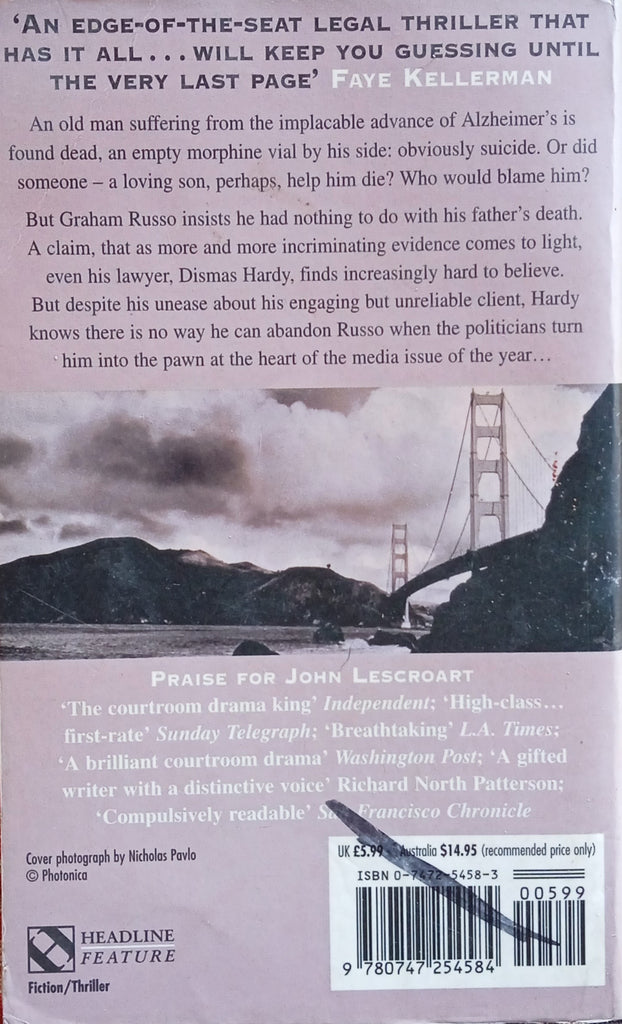 ‘AN EDGE-OF-THE-SEAT LEGAL THRILLER THAT
HAS IT ALL... WILL KEEP YOU GUESSING UNTIL
THE VERY LAST PAGE’ FAYE KELLERMAN
An old man suffering from the implacable advance of Alzheimer’s is
found dead, an empty morphine vial by his side: obviously suicide. Or did
someone – a loving son, perhaps, help him die? Who would blame him?
But Graham Russo insists he had nothing to do with his father’s death.
A claim, that as more and more incriminating evidence comes to light,
even his lawyer, Dismas Hardy, finds increasingly hard to believe.
But despite his unease about his engaging but unreliable client, Hardy
knows there is no way he can abandon Russo when the politicians turn
him into the pawn at the heart of the media issue of the year...
PRAISE FOR JOHN LESCROART
‘The courtroom drama king’ Independent; ‘High-class...
first-rate’ Sunday Telegraph; ‘Breathtaking’ L.A. Times;
‘A brilliant courtroom drama’ Washington Post; ‘A gifted
writer with a distinctive voice’ Richard North Patterson;
‘Compulsively readable’ San Francisco Chronicle
Cover photograph by Nicholas Pavlo
© Photonica
HEADLINE
FEATURE
Fiction/Thriller
UK £5.99 Australia $14.95 (recommended price only)
ISBN 0-7472-5458-3
00599
9 780747 254584